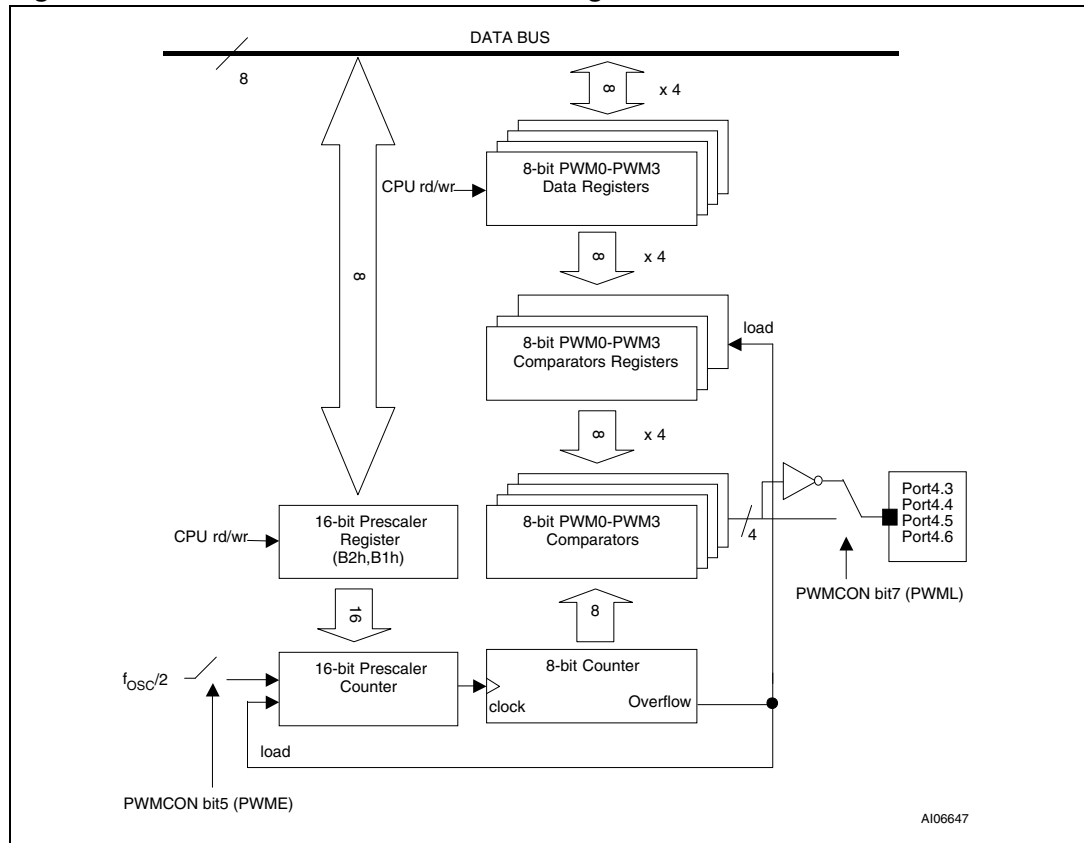 DATA BUS
8
8
x 4
8-bit PWM0-PWM3
Data Registers
CPU rd/wr
8
x 4
8
load
8-bit PWM0-PWM3
Comparators Registers
8
x 4
Port4.3
Port4.4
Port4.5
Port4.6
16-bit Prescaler
Register
(B2h,B1h)
CPU rd/wr
8-bit PWM0-PWM3
Comparators
4
PWMCON bit7 (PWML)
16
8
fOSC/2
16-bit Prescaler
Counter
8-bit Counter
clock
Overflow
load
PWMCON bit5 (PWME)
AI06647